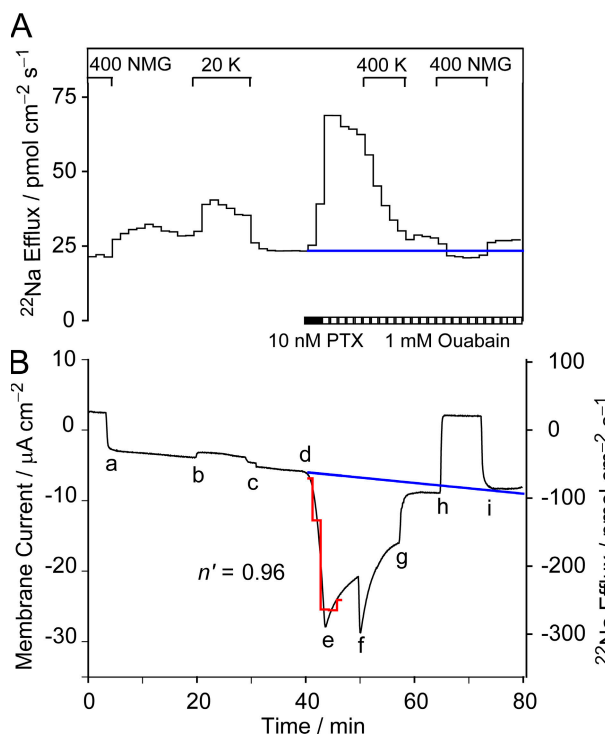 A
400 NMG 20 K 400 K 400 NMG
75
50
25
0
²²Na Efflux / pmol cm⁻² s⁻¹
10 nM PTX 1 mM Ouabain
B
10
0
-10
-20
-30
Membrane Current / μA cm⁻²
100
0
-100
-200
-300
²²Na Efflux / pmol cm⁻² s⁻¹
a
b
c
d
e
f
g
h
i
n' = 0.96
0 20 40 60 80
Time / min